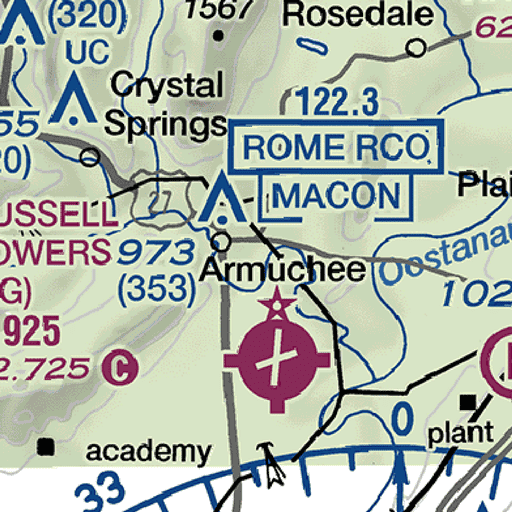 (320)
UC
1567
Rosedale
62
Crystal
Springs
122.3
55
20)
ROME RCO
MACON
27
Plai
USSELL
OWERS
G)
973
(353)
Armuchee
Oostanau
102
925
2.725
C
0
academy
plant
33